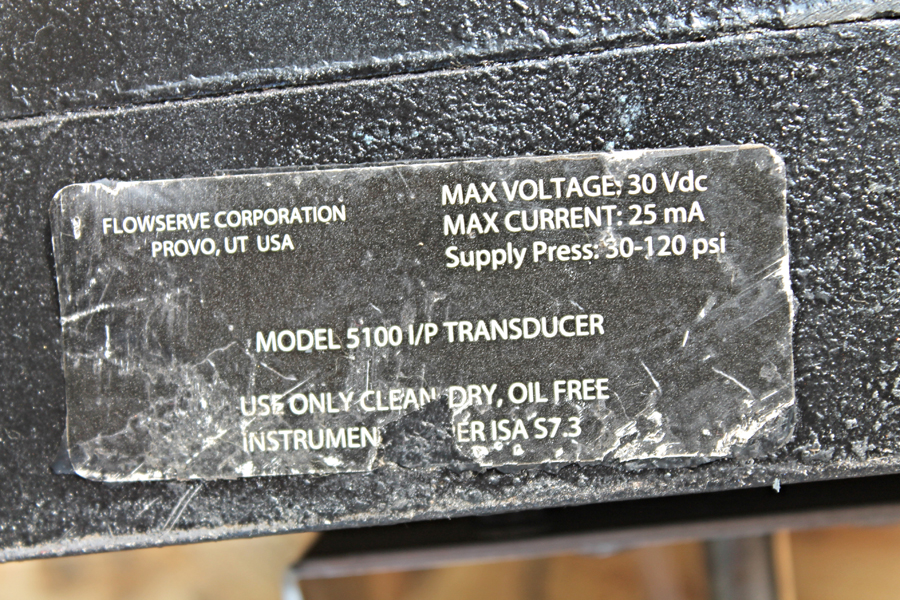 FLOWSERVE CORPORATION
PROVO, UT USA
MAX VOLTAGE: 30 Vdc
MAX CURRENT: 25 mA
Supply Press: 30-120 psi
MODEL 5100 I/P TRANSDUCER
USE ONLY CLEAN, DRY, OIL FREE
INSTRUMEN ER ISA S7.3